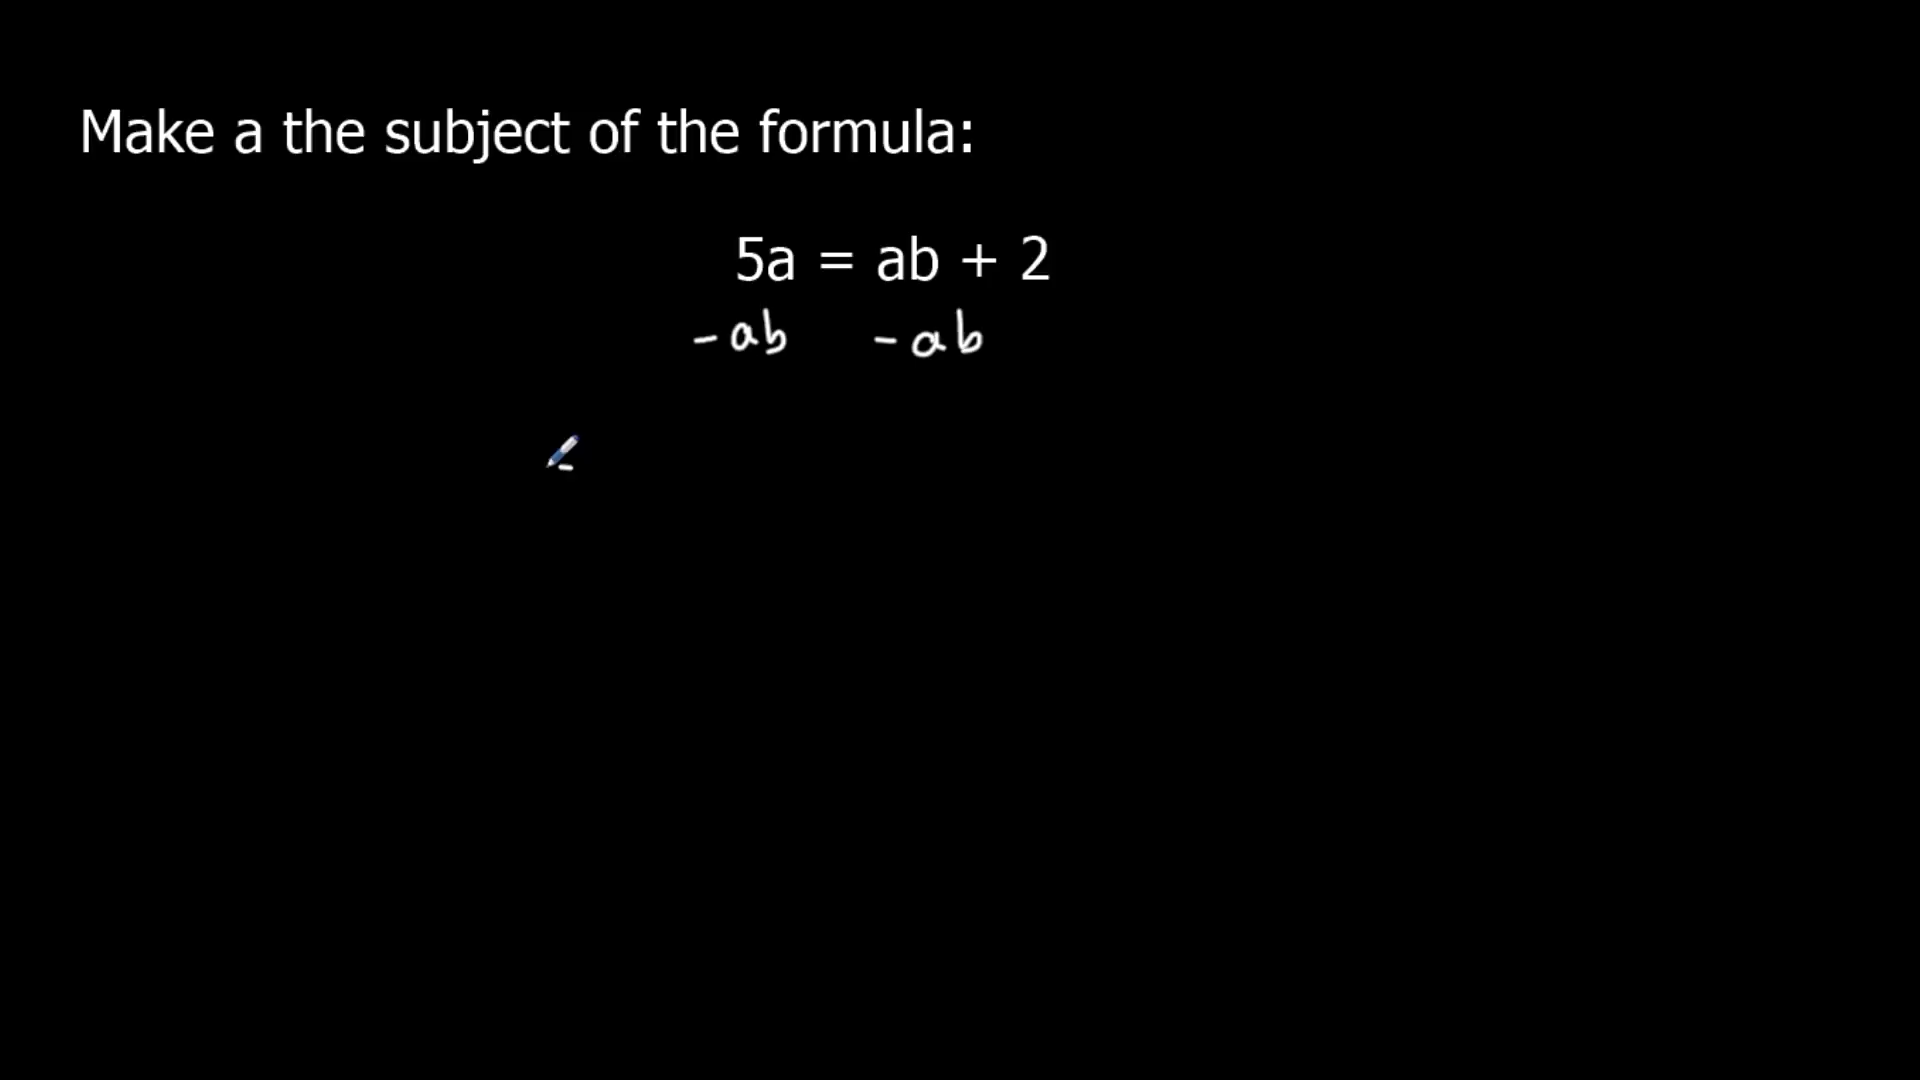 Make a the subject of the formula:
5a = ab + 2
-ab -ab